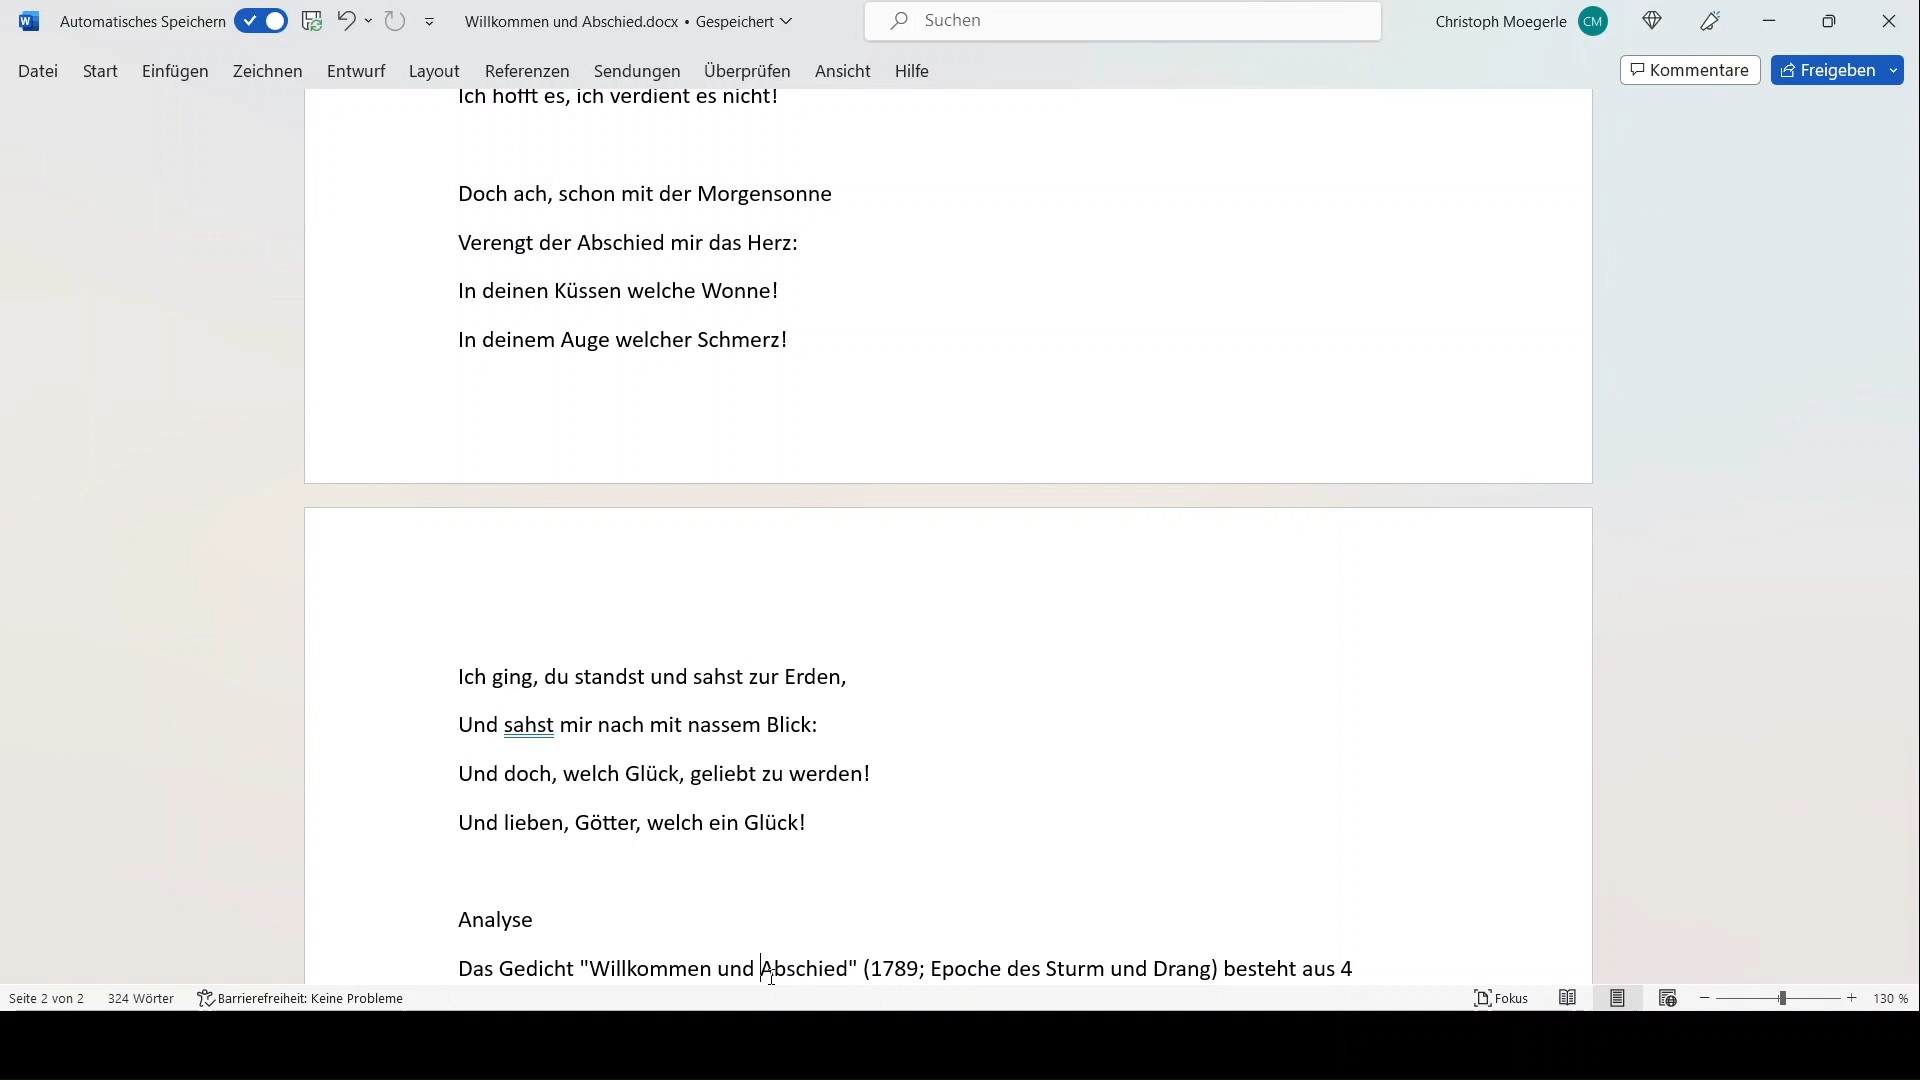 Automatisches Speichern
Willkommen und Abschied.docx • Gespeichert
Suchen
Christoph Moegerle
CM
Datei
Start
Einfügen
Zeichnen
Entwurf
Layout
Referenzen
Sendungen
Überprüfen
Ansicht
Hilfe
Kommentare
Freigeben
Ich hofft es, ich verdient es nicht!
Doch ach, schon mit der Morgensonne
Verengt der Abschied mir das Herz:
In deinen Küssen welche Wonne!
In deinem Auge welcher Schmerz!
Ich ging, du standst und sahst zur Erden,
Und sahst mir nach mit nassem Blick:
Und doch, welch Glück, geliebt zu werden!
Und lieben, Götter, welch ein Glück!
Analyse
Das Gedicht "Willkommen und Abschied" (1789; Epoche des Sturm und Drang) besteht aus 4
Seite 2 von 2
324 Wörter
Barrierefreiheit: Keine Probleme
Fokus
130 %